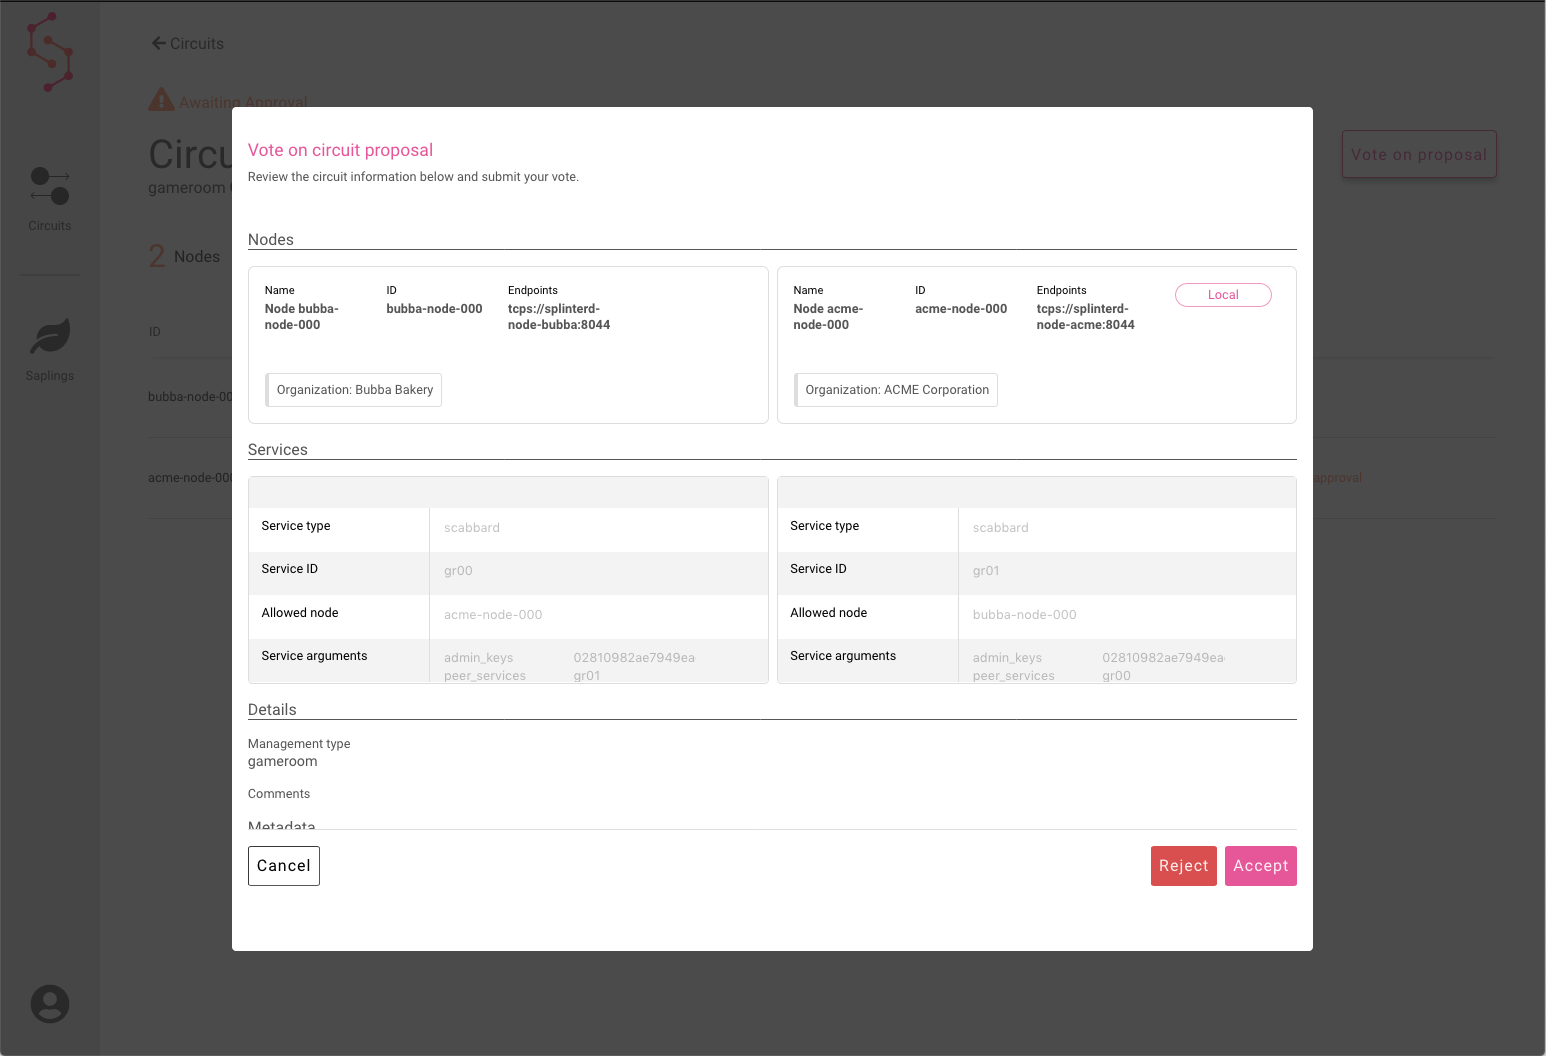 Circuits
Awaiting Approval
Vote on proposal
gameroom
Circuits
2 Nodes
Saplings
ID
bubba-node-00
acme-node-000
approval
Vote on circuit proposal
Review the circuit information below and submit your vote.
Nodes
Name
ID
Endpoints
Node bubba-
bubba-node-000
tcps://splinterd-
node-000
node-bubba:8044
Organization: Bubba Bakery
Name
ID
Endpoints
Local
Node acme-
acme-node-000
tcps://splinterd-
node-000
node-acme:8044
Organization: ACME Corporation
Services
Service type
scabbard
Service ID
gr00
Allowed node
acme-node-000
Service arguments
admin_keys 02810982ae7949ea
peer_services gr01
Service type
scabbard
Service ID
gr01
Allowed node
bubba-node-000
Service arguments
admin_keys 02810982ae7949ea
peer_services gr00
Details
Management type
gameroom
Comments
Metadata
Cancel
Reject
Accept